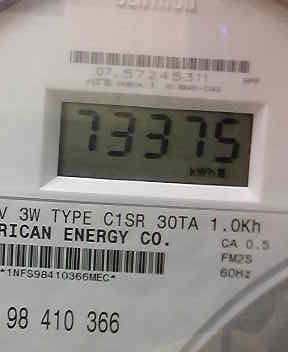 07.57245311
73375
kWh
V 3W TYPE C1SR 30TA 1.0Kh
RICAN ENERGY CO.
CA 0.5
FM2S
60Hz
*1NFS98410366MEC*
98 410 366